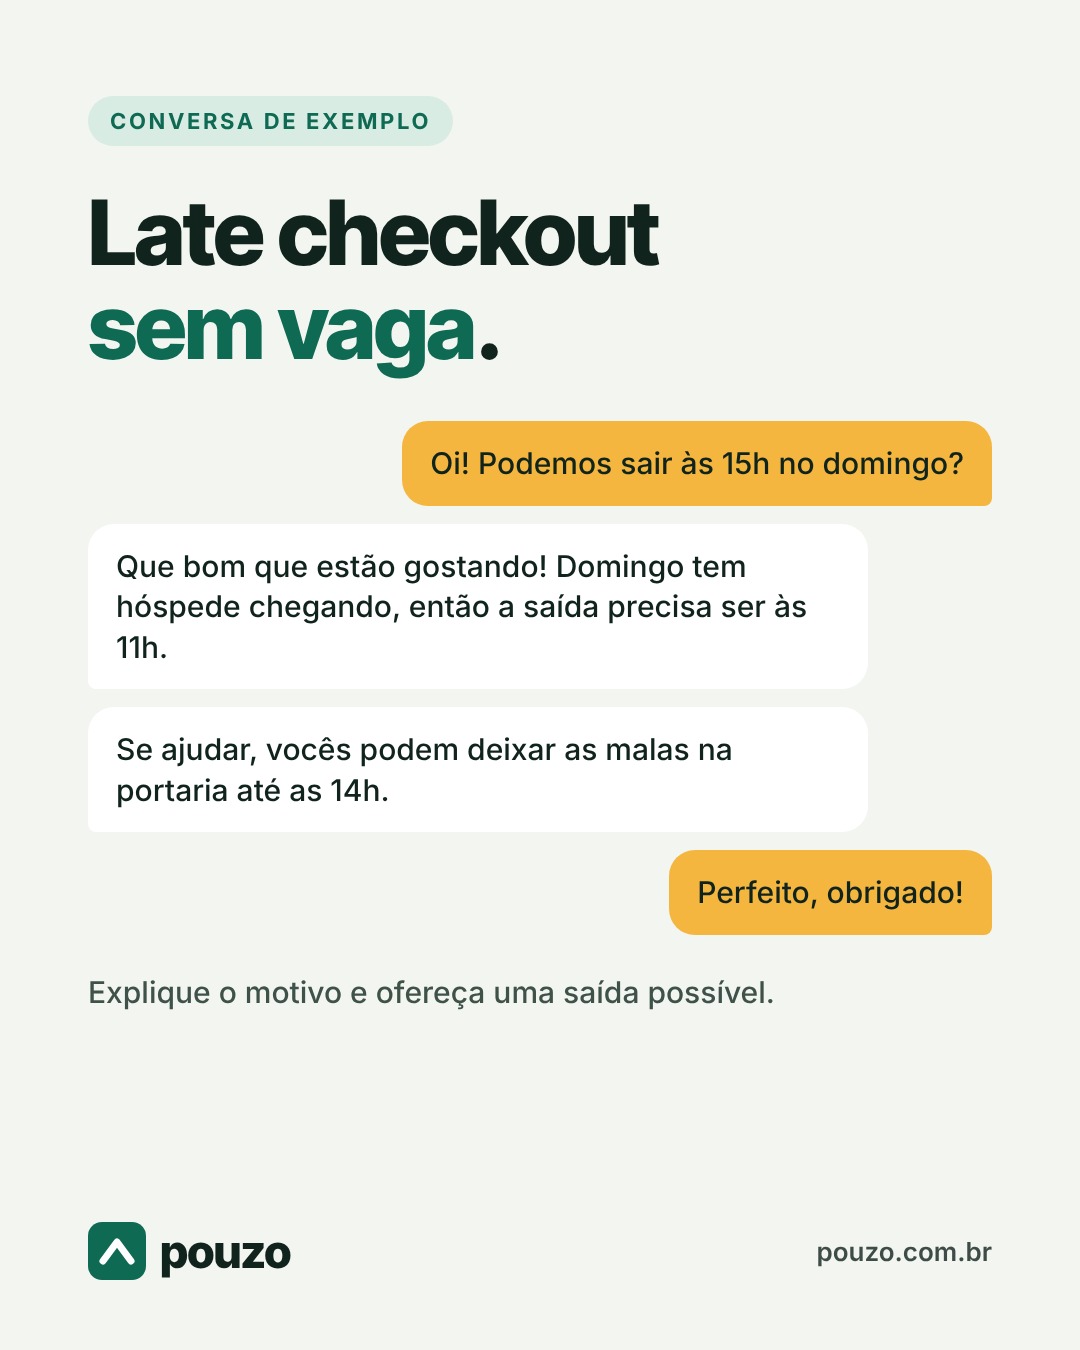 CONVERSA DE EXEMPLO
Late checkout
sem vaga.
Oi! Podemos sair às 15h no domingo?
Que bom que estão gostando! Domingo tem
hóspede chegando, então a saída precisa ser às
11h.
Se ajudar, vocês podem deixar as malas na
portaria até as 14h.
Perfeito, obrigado!
Explique o motivo e ofereça uma saída possível.
pouzo
pouzo.com.br